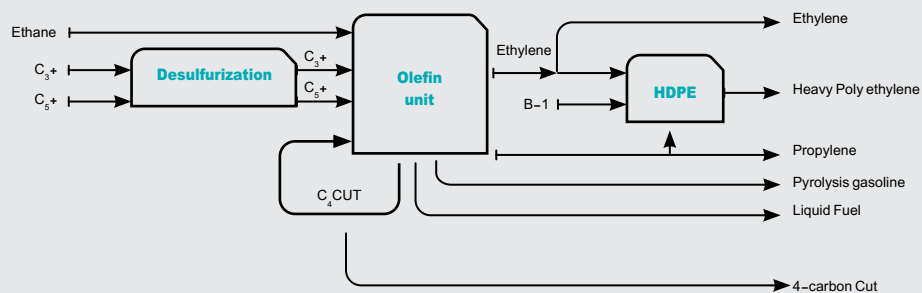 Ethane
C3+
C5+
Desulfurization
C3+
C5+
Olefin
unit
C4CUT
Ethylene
B-1
HDPE
Ethylene
Heavy Poly ethylene
Propylene
Pyrolysis gasoline
Liquid Fuel
4-carbon Cut